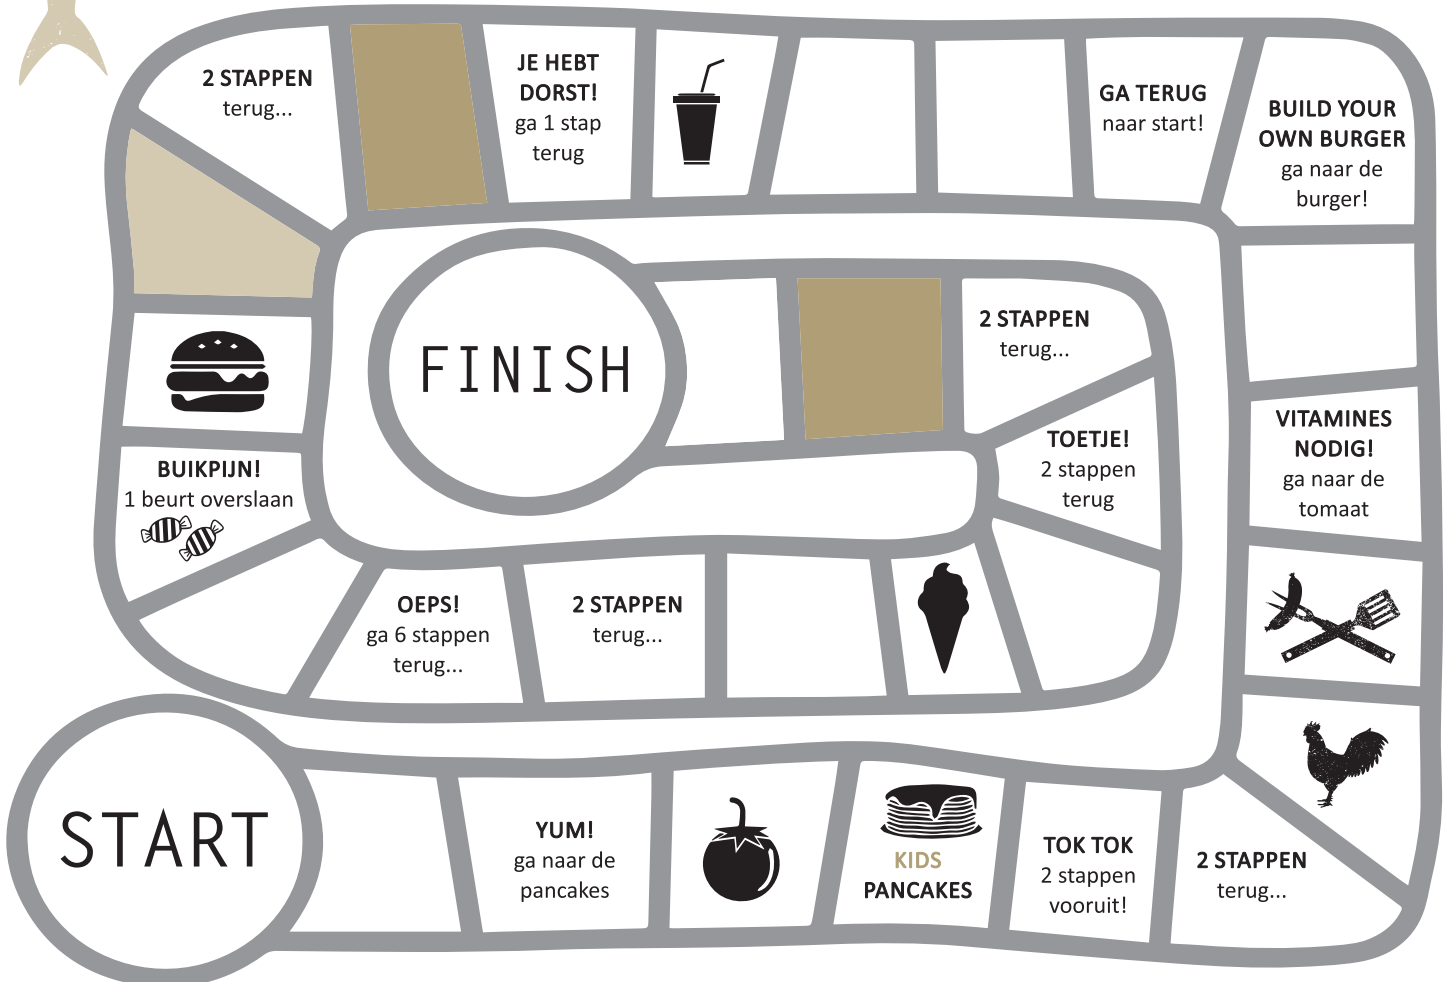 2 STAPPEN
terug...
JE HEBT
DORST!
ga 1 stap
terug
GA TERUG
naar start!
BUILD YOUR
OWN BURGER
ga naar de
burger!
FINISH
2 STAPPEN
terug...
TOETJE!
2 stappen
terug
VITAMINES
NODIG!
ga naar de
tomaat
BUIKPIJN!
1 beurt overslaan
OEPS!
ga 6 stappen
terug...
2 STAPPEN
terug...
START
YUM!
ga naar de
pancakes
KIDS
PANCAKES
TOK TOK
2 stappen
vooruit!
2 STAPPEN
terug...